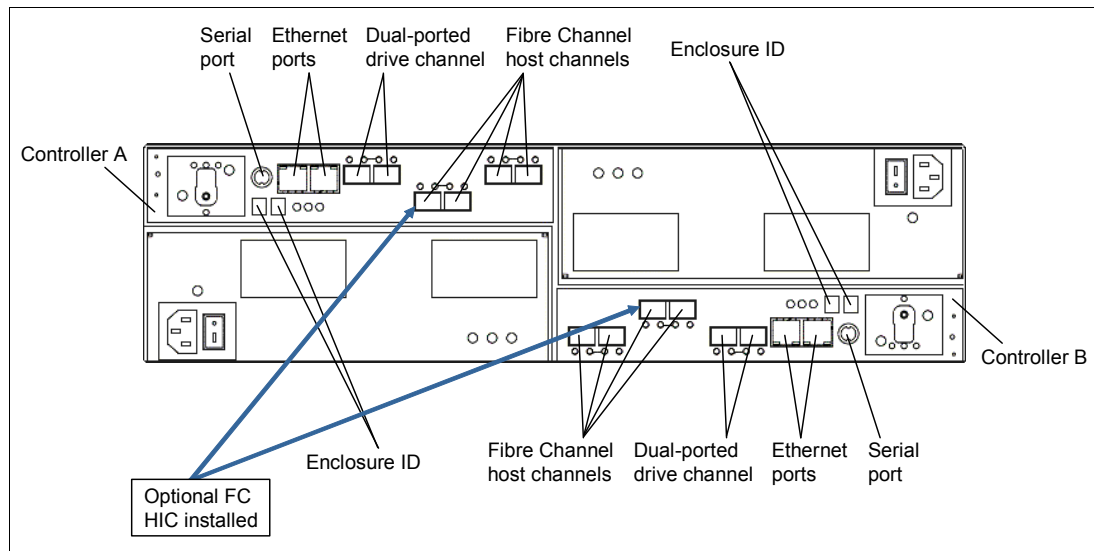 Serial
port
Ethernet
ports
Dual-ported
drive channel
Fibre Channel
host channels
Enclosure ID
Controller A
Controller B
Fibre Channel
host channels
Dual-ported
drive channel
Ethernet
ports
Serial
port
Enclosure ID
Optional FC
HIC installed